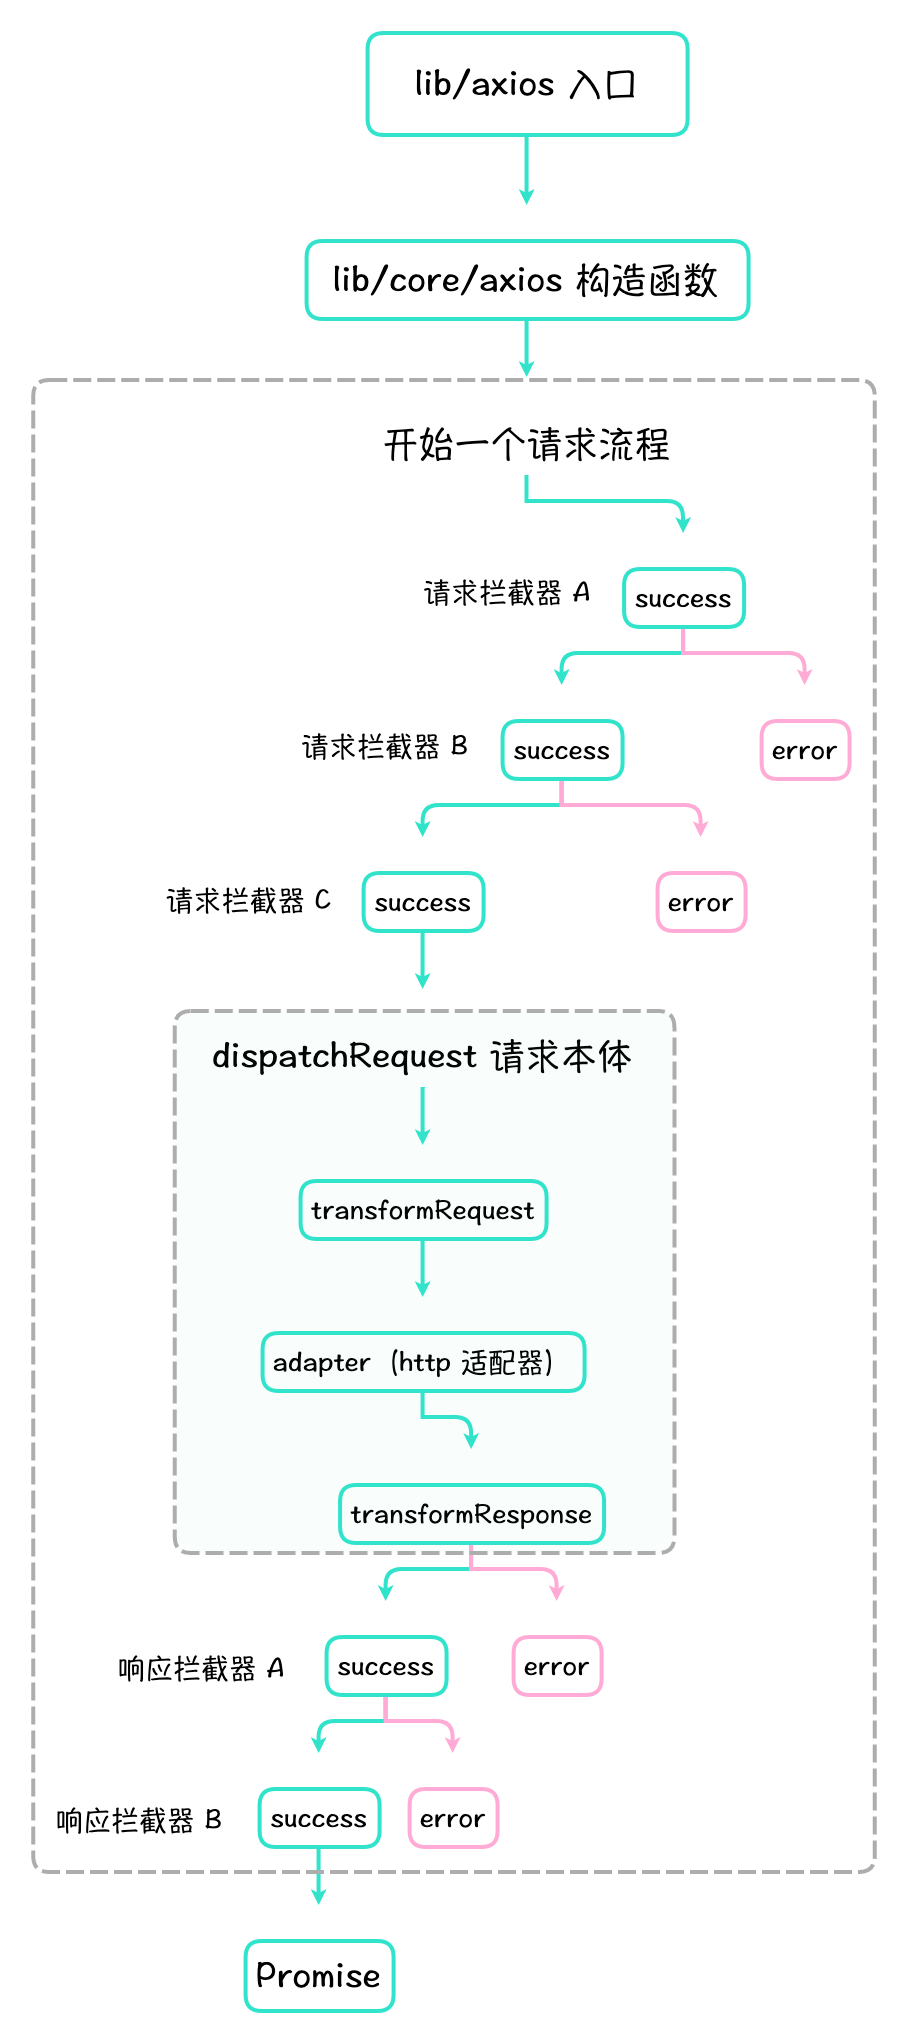 lib/axios 入口
lib/core/axios 构造函数
开始一个请求流程
请求拦截器 A
success
请求拦截器 B
success
error
请求拦截器 C
success
error
dispatchRequest 请求本体
transformRequest
adapter（http 适配器）
transformResponse
响应拦截器 A
success
error
响应拦截器 B
success
error
Promise